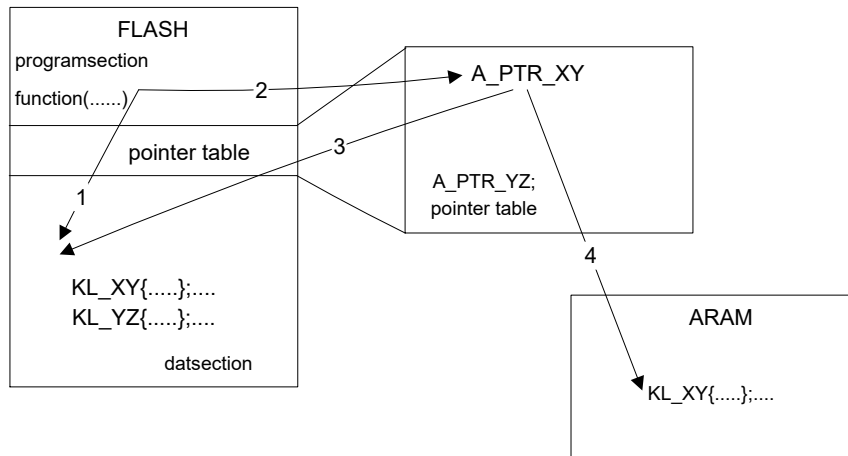 FLASH
programsection
function(......)
pointer table
1
2
3
4
KL_XY{.....};....
KL_YZ{.....};....
datsection
A_PTR_XY
A_PTR_YZ;
pointer table
ARAM
KL_XY{.....};....